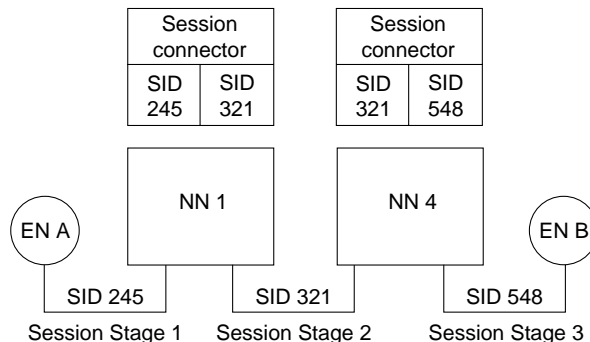 Session
connector
SID
245
SID
321
Session
connector
SID
321
SID
548
NN 1
NN 4
EN A
EN B
SID 245
SID 321
SID 548
Session Stage 1
Session Stage 2
Session Stage 3